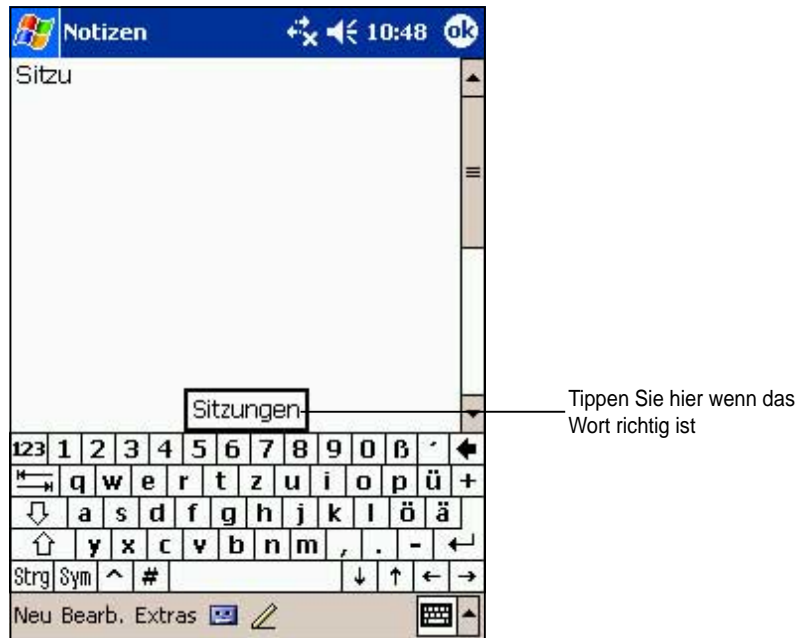 Notizen 10:48 ok
Sitzu
Sitzungen
Tippen Sie hier wenn das
Wort richtig ist
123 1 2 3 4 5 6 7 8 9 0 ß ´
q w e r t z u i o p ü +
a s d f g h j k l ö ä
y x c v b n m , . -
Strg Sym ^ # ↓ ↑ ← →
Neu Bearb. Extras